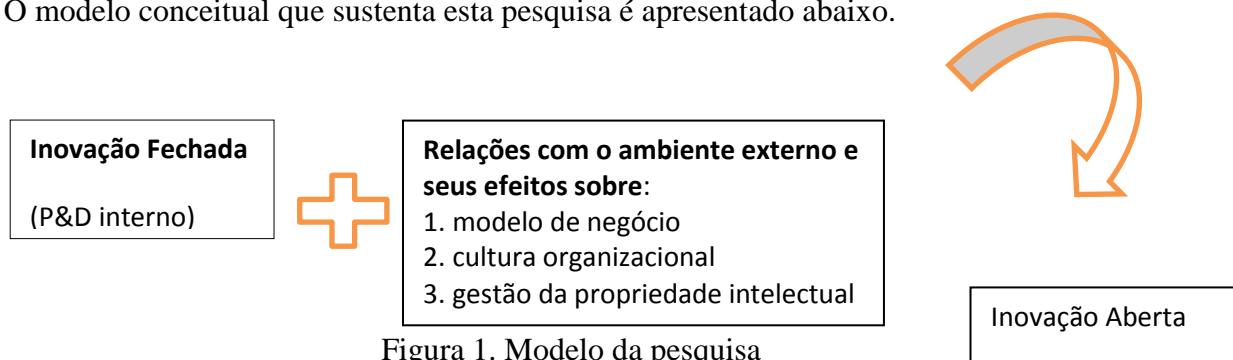 O modelo conceitual que sustenta esta pesquisa é apresentado abaixo.
Inovação Fechada
(P&D interno)
Relações com o ambiente externo e
seus efeitos sobre:
1. modelo de negócio
2. cultura organizacional
3. gestão da propriedade intelectual
Inovação Aberta
Figura 1. Modelo da pesquisa